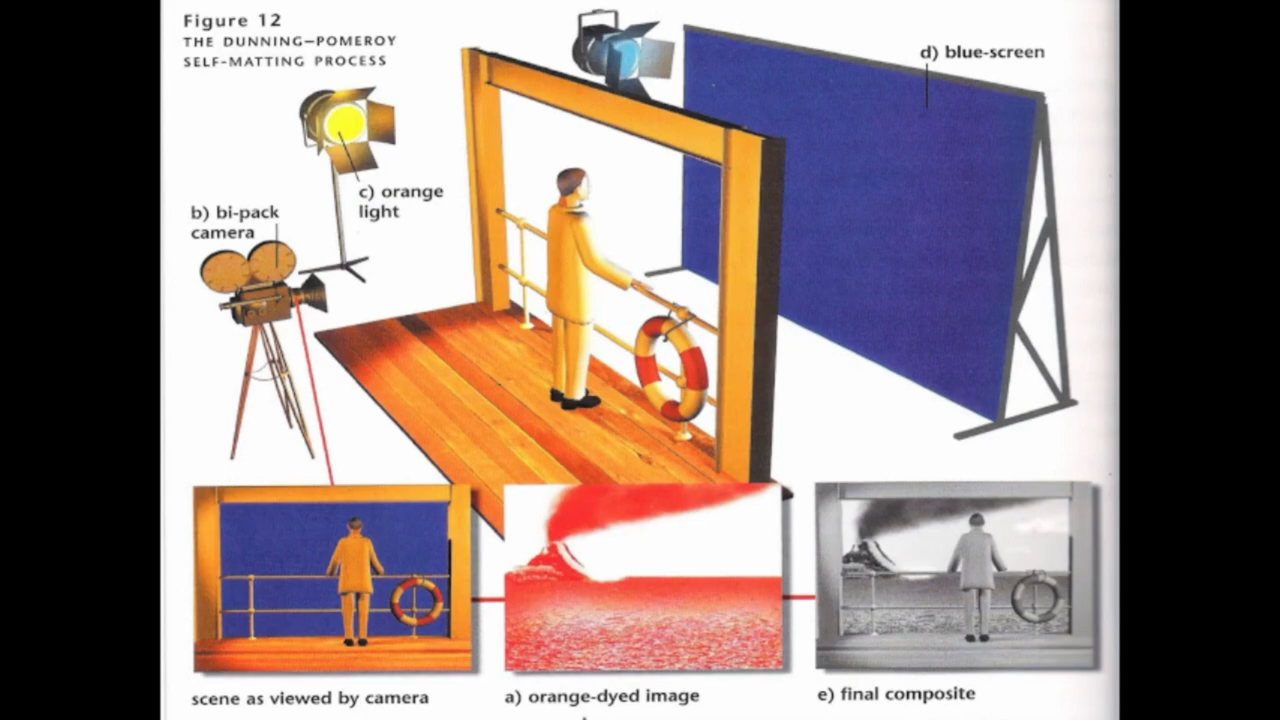 Figure 12
THE DUNNING–POMEROY
SELF-MATTING PROCESS
d) blue-screen
c) orange
light
b) bi-pack
camera
scene as viewed by camera
a) orange-dyed image
e) final composite